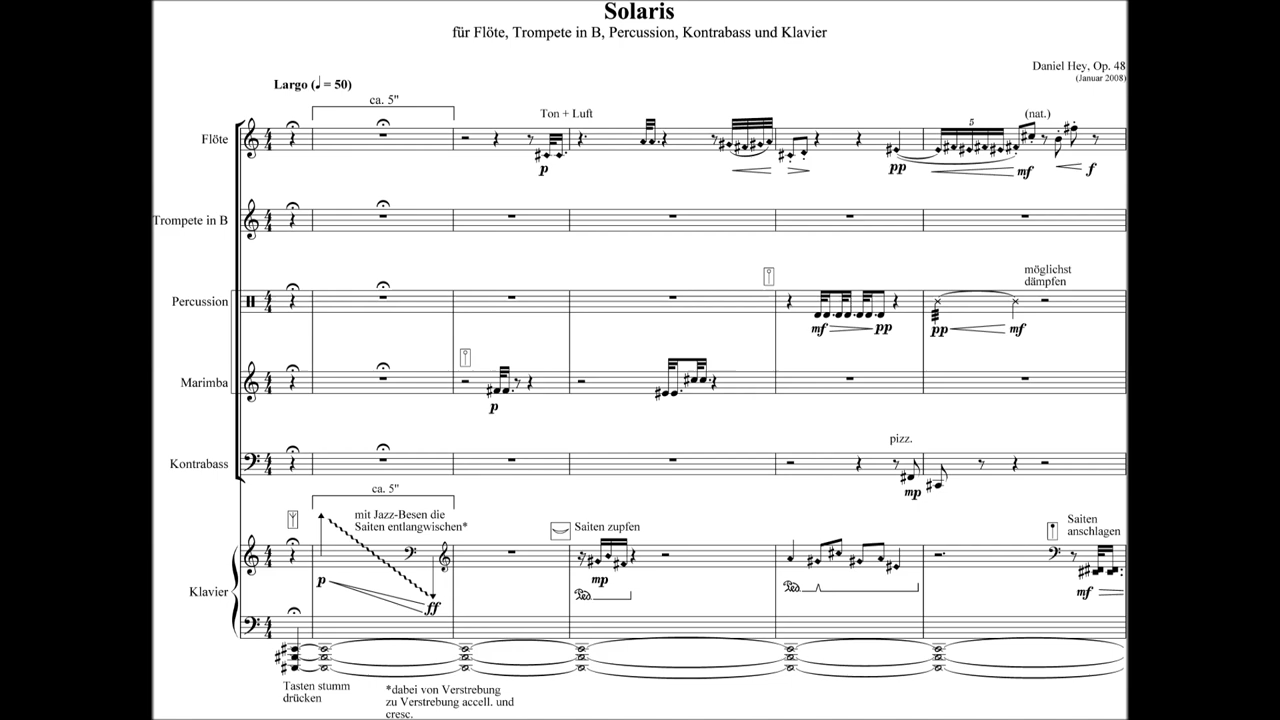 Solaris
für Flöte, Trompete in B, Percussion, Kontrabass und Klavier
Daniel Hey, Op. 48
(Januar 2008)
Largo (♩ = 50)
ca. 5"
Ton + Luft
5
(nat.)
Flöte
p
pp
mf
f
Trompete in B
möglichst
dämpfen
Percussion
mf
pp
pp
mf
Marimba
p
pizz.
Kontrabass
mp
ca. 5"
mit Jazz-Besen die
Saiten entlangwischen*
Saiten zupfen
Saiten
anschlagen
p
ff
mp
Ped
Ped
mf
Klavier
Tasten stumm
drücken
*dabei von Verstrebung
zu Verstrebung accell. und
cresc.